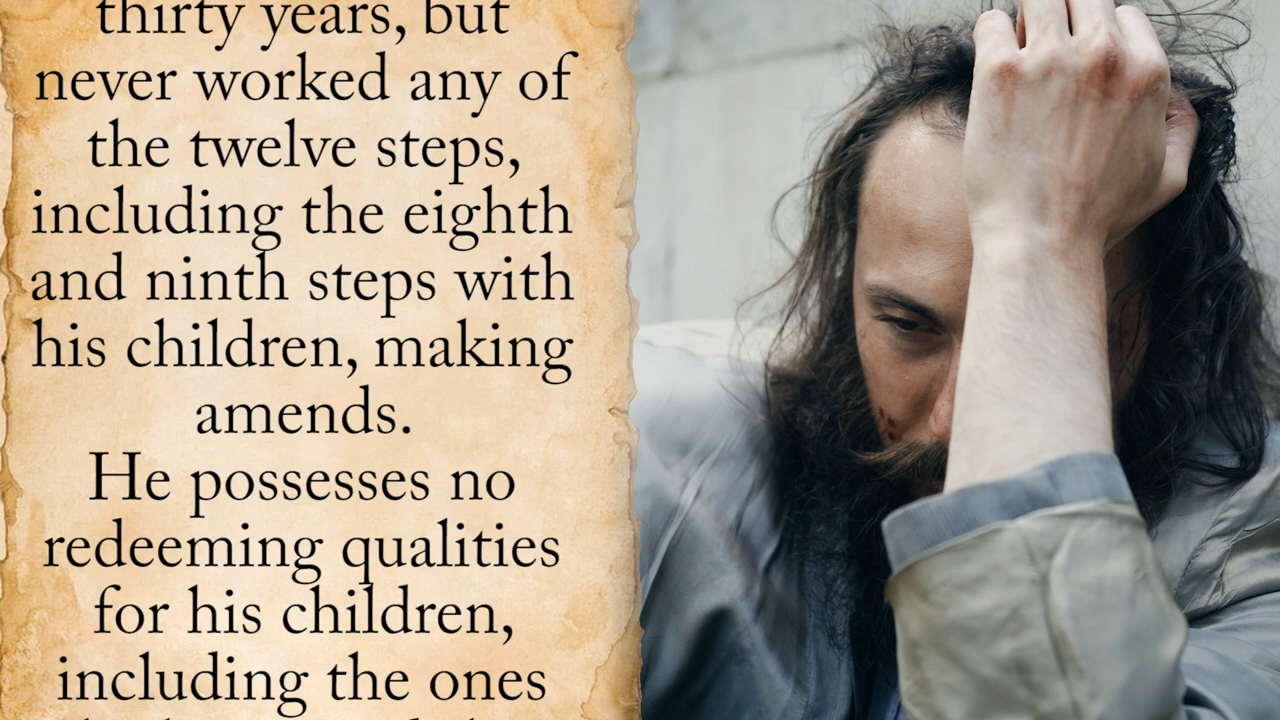 thirty years, but
never worked any of
the twelve steps,
including the eighth
and ninth steps with
his children, making
amends.
He possesses no
redeeming qualities
for his children,
including the ones